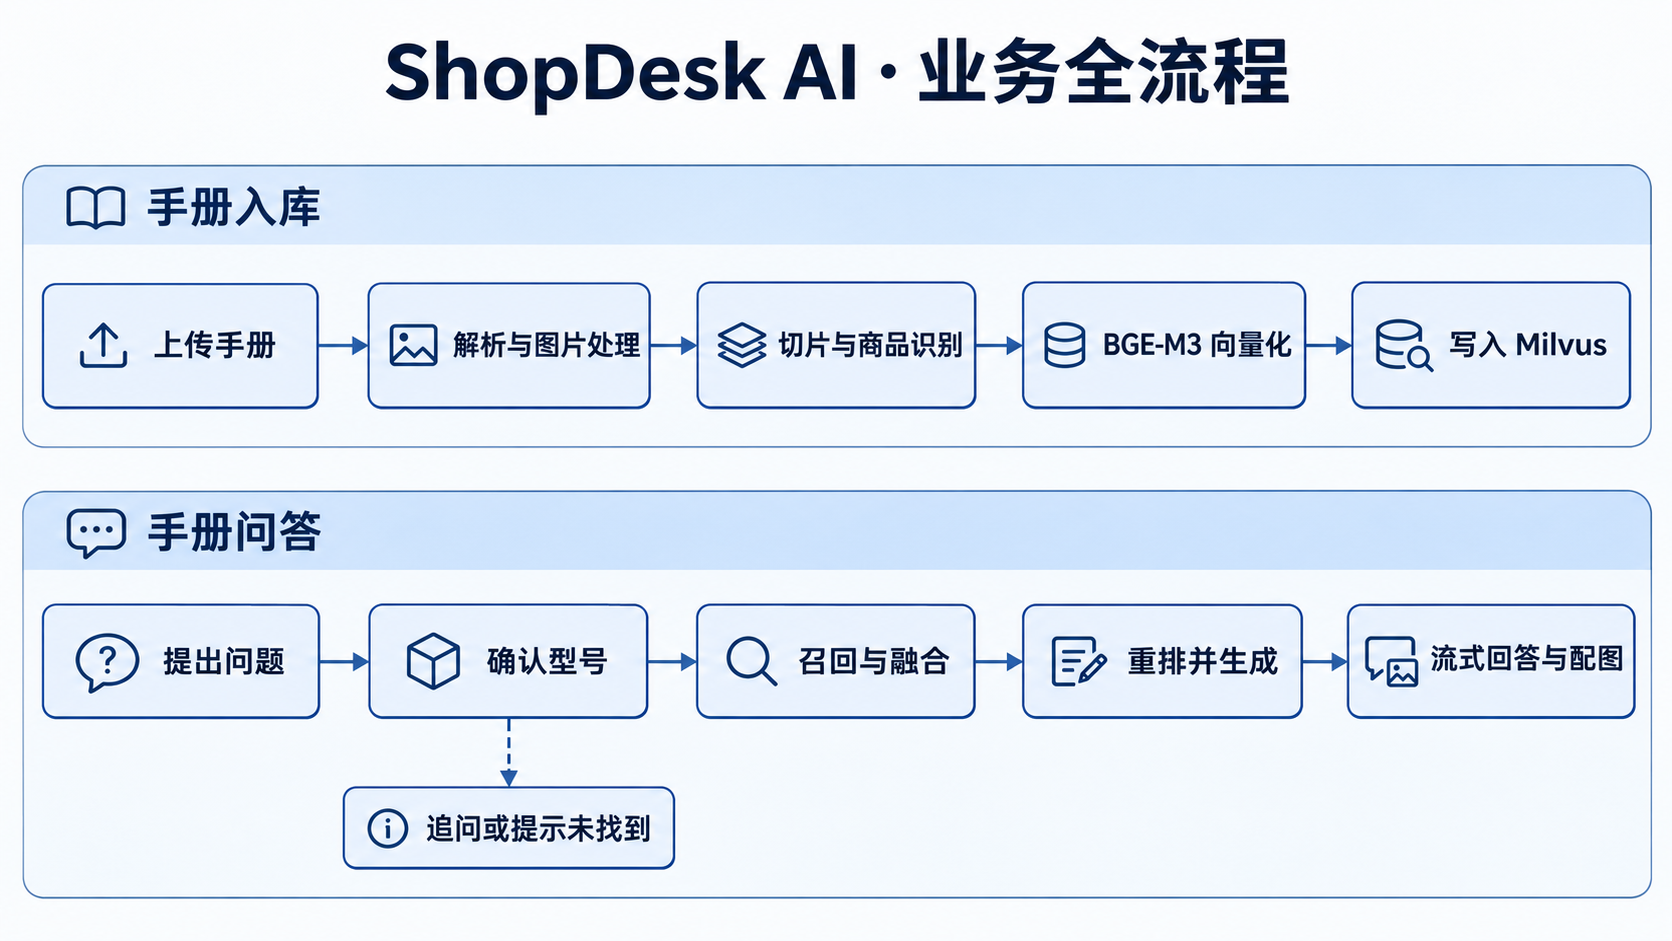 ShopDesk AI · 业务全流程
手册入库
上传手册
解析与图片处理
切片与商品识别
BGE-M3 向量化
写入 Milvus
手册问答
提出问题
确认型号
召回与融合
重排并生成
流式回答与配图
追问或提示未找到